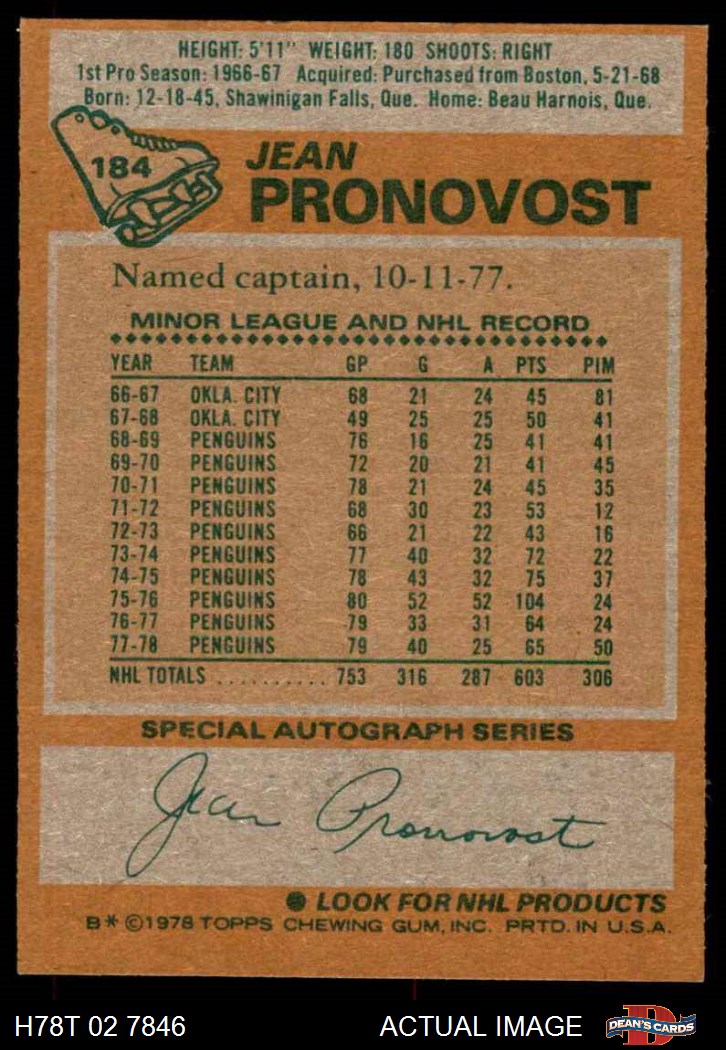 HEIGHT: 5'11" WEIGHT: 180 SHOOTS: RIGHT
1st Pro Season: 1966-67 Acquired: Purchased from Boston, 5-21-68
Born: 12-18-45, Shawinigan Falls, Que. Home: Beau Harnois, Que.
184
JEAN
PRONOVOST
Named captain, 10-11-77.
MINOR LEAGUE AND NHL RECORD
YEAR TEAM GP G A PTS PIM
66-67 OKLA. CITY 68 21 24 45 81
67-68 OKLA. CITY 49 25 25 50 41
68-69 PENGUINS 76 16 25 41 41
69-70 PENGUINS 72 20 21 41 45
70-71 PENGUINS 78 21 24 45 35
71-72 PENGUINS 68 30 23 53 12
72-73 PENGUINS 66 21 22 43 16
73-74 PENGUINS 77 40 32 72 22
74-75 PENGUINS 78 43 32 75 37
75-76 PENGUINS 80 52 52 104 24
76-77 PENGUINS 79 33 31 64 24
77-78 PENGUINS 79 40 25 65 50
NHL TOTALS .......... 753 316 287 603 306
SPECIAL AUTOGRAPH SERIES
Jean Pronovost
● LOOK FOR NHL PRODUCTS
B* ©1978 TOPPS CHEWING GUM, INC. PRTD. IN U.S.A.
H78T 02 7846 ACTUAL IMAGE D DEAN'S CARDS